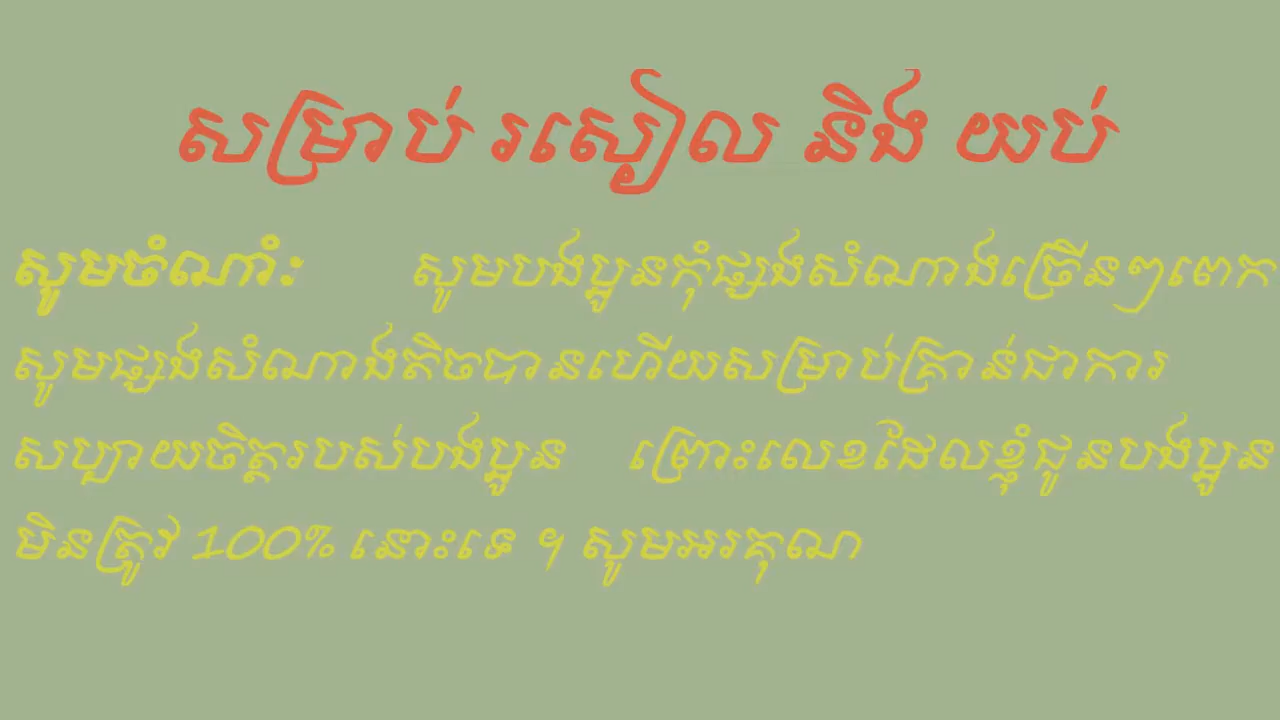 សម្រាប់ រសៀល និង យប់
សូមចំណាំ: សូមបងប្អូនកុំផ្សងសំណាងច្រើនៗពេក
សូមផ្សងសំណាងតិចបានហើយសម្រាប់គ្រាន់ជាការ
សប្បាយចិត្តរបស់បងប្អូន ព្រោះលេខដែលខ្ញុំជូនបងប្អូន
មិនត្រូវ 100% នោះទេ ។ សូមអរគុណ